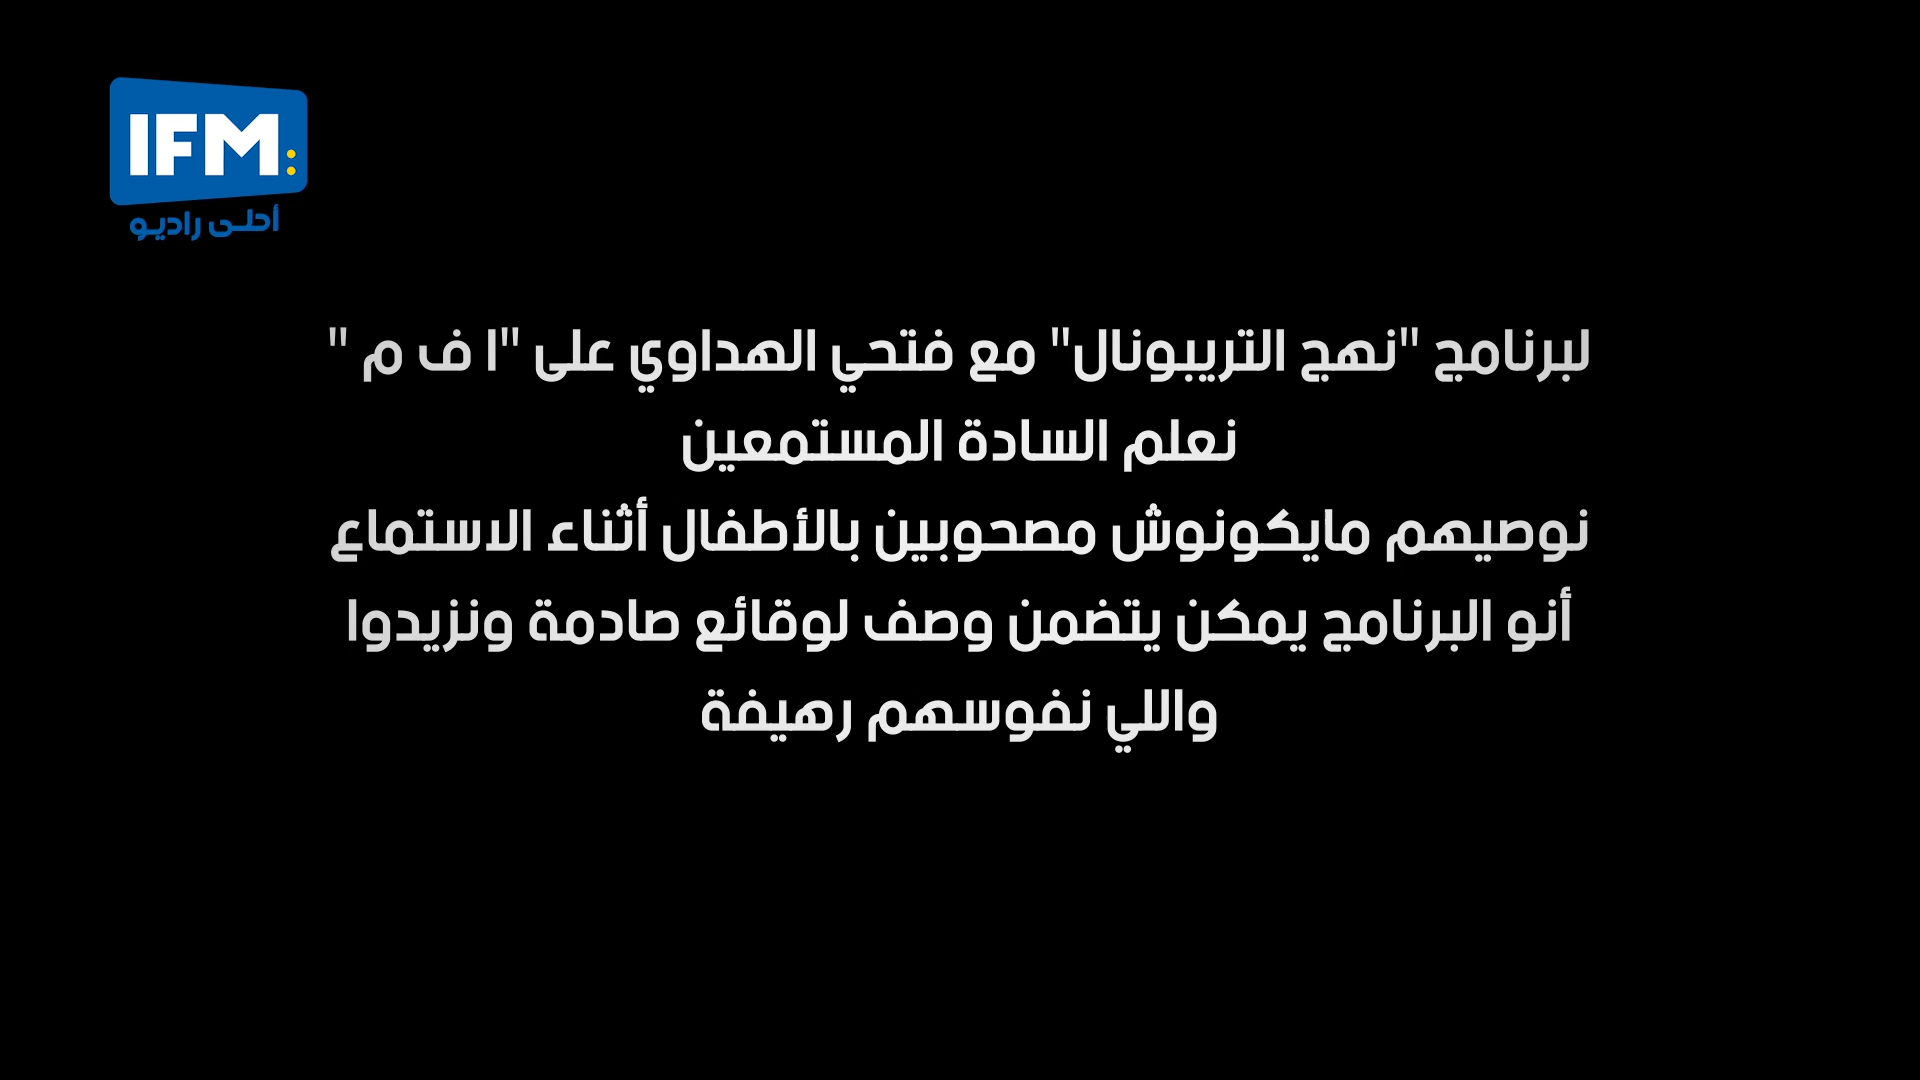 IFM:
أحلى راديو
لبرنامج "نهج التريبونال" مع فتحي الهداوي على "ا ف م "
نعلم السادة المستمعين
نوصيهم مايكونوش مصحوبين بالأطفال أثناء الاستماع
أنو البرنامج يمكن يتضمن وصف لوقائع صادمة ونزيدوا
واللي نفوسهم رهيفة